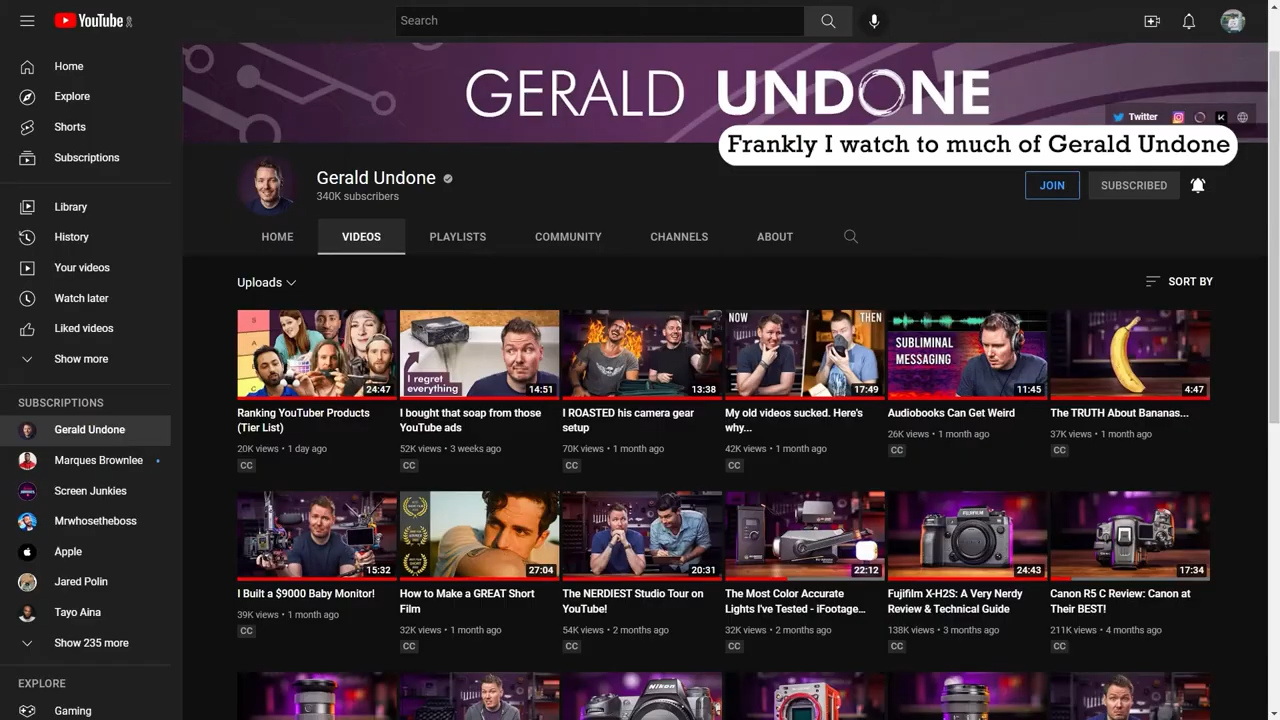 YouTube
Search
Home
Explore
Shorts
Subscriptions
Library
History
Your videos
Watch later
Liked videos
Show more
SUBSCRIPTIONS
Gerald Undone
Marques Brownlee
Screen Junkies
Mrwhosetheboss
Apple
Jared Polin
Tayo Aina
Show 235 more
EXPLORE
Gaming
GERALD UNDONE
Twitter
Frankly I watch to much of Gerald Undone
Gerald Undone
340K subscribers
JOIN
SUBSCRIBED
HOME
VIDEOS
PLAYLISTS
COMMUNITY
CHANNELS
ABOUT
Uploads
SORT BY
S
C
24:47
Ranking YouTuber Products
(Tier List)
20K views • 1 day ago
CC
I regret
everything
14:51
I bought that soap from those
YouTube ads
52K views • 3 weeks ago
CC
13:38
I ROASTED his camera gear
setup
70K views • 1 month ago
CC
NOW
THEN
17:49
My old videos sucked. Here's
why...
42K views • 1 month ago
CC
SUBLIMINAL
MESSAGING
11:45
Audiobooks Can Get Weird
26K views • 1 month ago
CC
4:47
The TRUTH About Bananas...
37K views • 1 month ago
CC
15:32
I Built a $9000 Baby Monitor!
39K views • 1 month ago
CC
27:04
How to Make a GREAT Short
Film
32K views • 1 month ago
CC
20:31
The NERDIEST Studio Tour on
YouTube!
54K views • 2 months ago
CC
22:12
The Most Color Accurate
Lights I've Tested - iFootage...
32K views • 2 months ago
CC
FUJIFILM
24:43
Fujifilm X-H2S: A Very Nerdy
Review & Technical Guide
138K views • 3 months ago
CC
17:34
Canon R5 C Review: Canon at
Their BEST!
211K views • 4 months ago
CC
Nikon